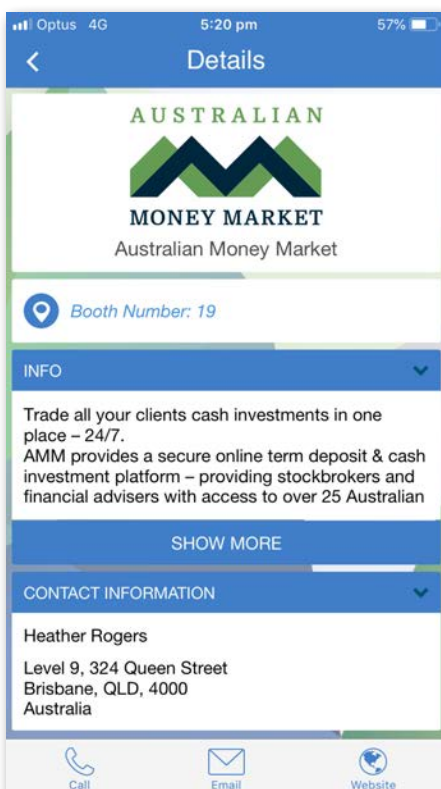 Optus 4G 5:20 pm 57%
Details
AUSTRALIAN
MONEY MARKET
Australian Money Market
Booth Number: 19
INFO
Trade all your clients cash investments in one
place – 24/7.
AMM provides a secure online term deposit & cash
investment platform – providing stockbrokers and
financial advisers with access to over 25 Australian
SHOW MORE
CONTACT INFORMATION
Heather Rogers
Level 9, 324 Queen Street
Brisbane, QLD, 4000
Australia
Call Email Website